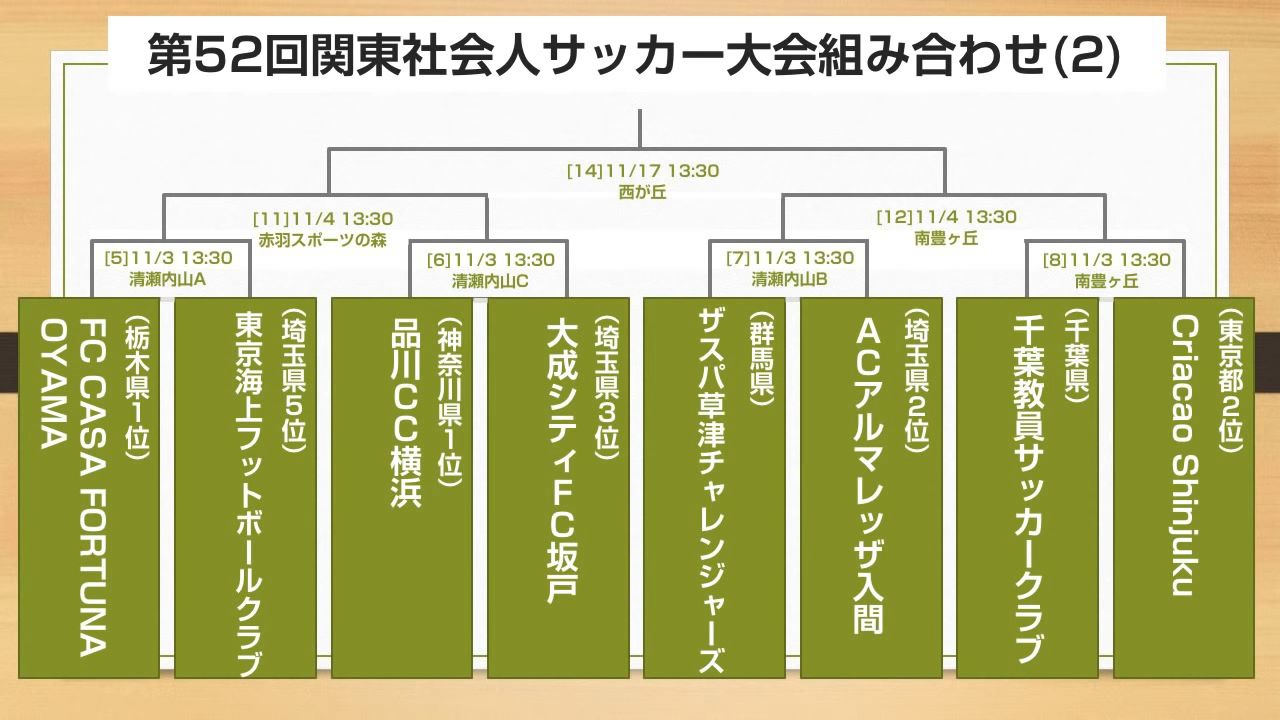 第52回関東社会人サッカー大会組み合わせ(2)
[14]11/17 13:30
西が丘
[11]11/4 13:30
赤羽スポーツの森
[12]11/4 13:30
南豊ヶ丘
[5]11/3 13:30
清瀬内山A
[6]11/3 13:30
清瀬内山C
[7]11/3 13:30
清瀬内山B
[8]11/3 13:30
南豊ヶ丘
（栃木県1位）
FC CASA FORTUNA
OYAMA
（埼玉県5位）
東京海上フットボールクラブ
（神奈川県1位）
品川CC横浜
（埼玉県3位）
大成シティFC坂戸
（群馬県）
ザスパ草津チャレンジャーズ
（埼玉県2位）
ACアルマレッザ入間
（千葉県）
千葉教員サッカークラブ
（東京都2位）
Criacao Shinjuku